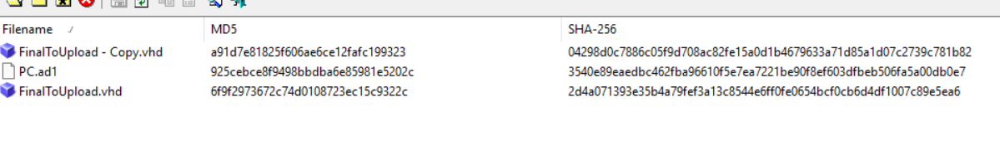 Filename MD5 SHA-256
FinalToUpload - Copy.vhd a91d7e81825f606ae6ce12fafc199323 04298d0c7886c05f9d708ac82fe15a0d1b4679633a71d85a1d07c2739c781b82
PC.ad1 925cebce8f9498bbdba6e85981e5202c 3540e89eaedbc462fba96610f5e7ea7221be90f8ef603dfbeb506fa5a00db0e7
FinalToUpload.vhd 6f9f2973672c74d0108723ec15c9322c 2d4a071393e35b4a79fef3a13c8544e6ff0fe0654bcf0cb6d4df1007c89e5ea6